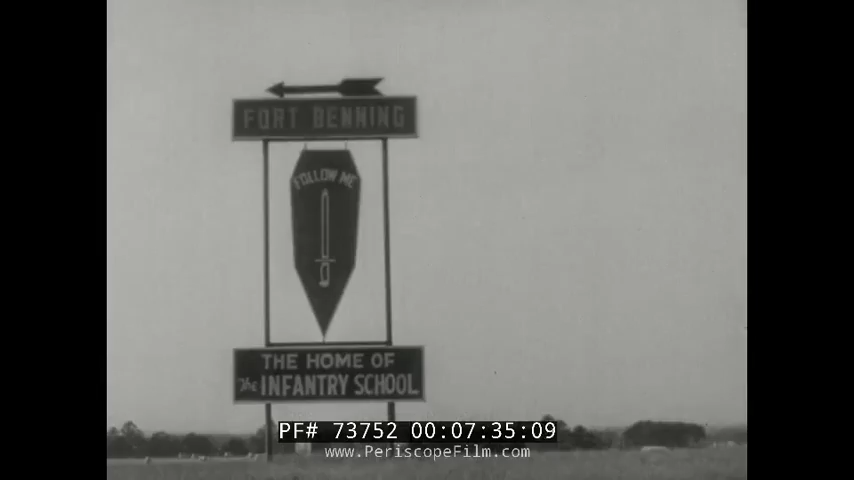 FORT BENNING
FOLLOW ME
THE HOME OF
The INFANTRY SCHOOL
PF# 73752 00:07:35:09
www.PeriscopeFilm.com